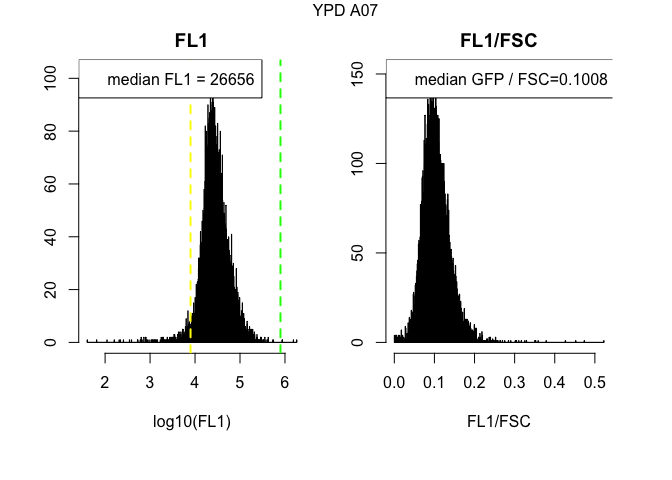 YPD A07
FL1
FL1/FSC
median FL1 = 26656
median GFP / FSC=0.1008
0
20
40
60
80
100
0
50
100
150
2 3 4 5 6
0.0 0.1 0.2 0.3 0.4 0.5
log10(FL1)
FL1/FSC